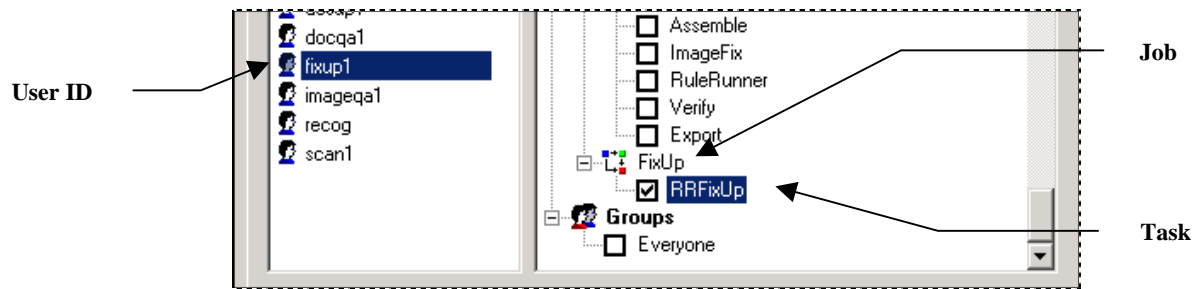 docqa1
fixup1
imageqa1
recog
scan1
Assemble
ImageFix
RuleRunner
Verify
Export
FixUp
RRFixUp
Groups
Everyone
User ID
Job
Task